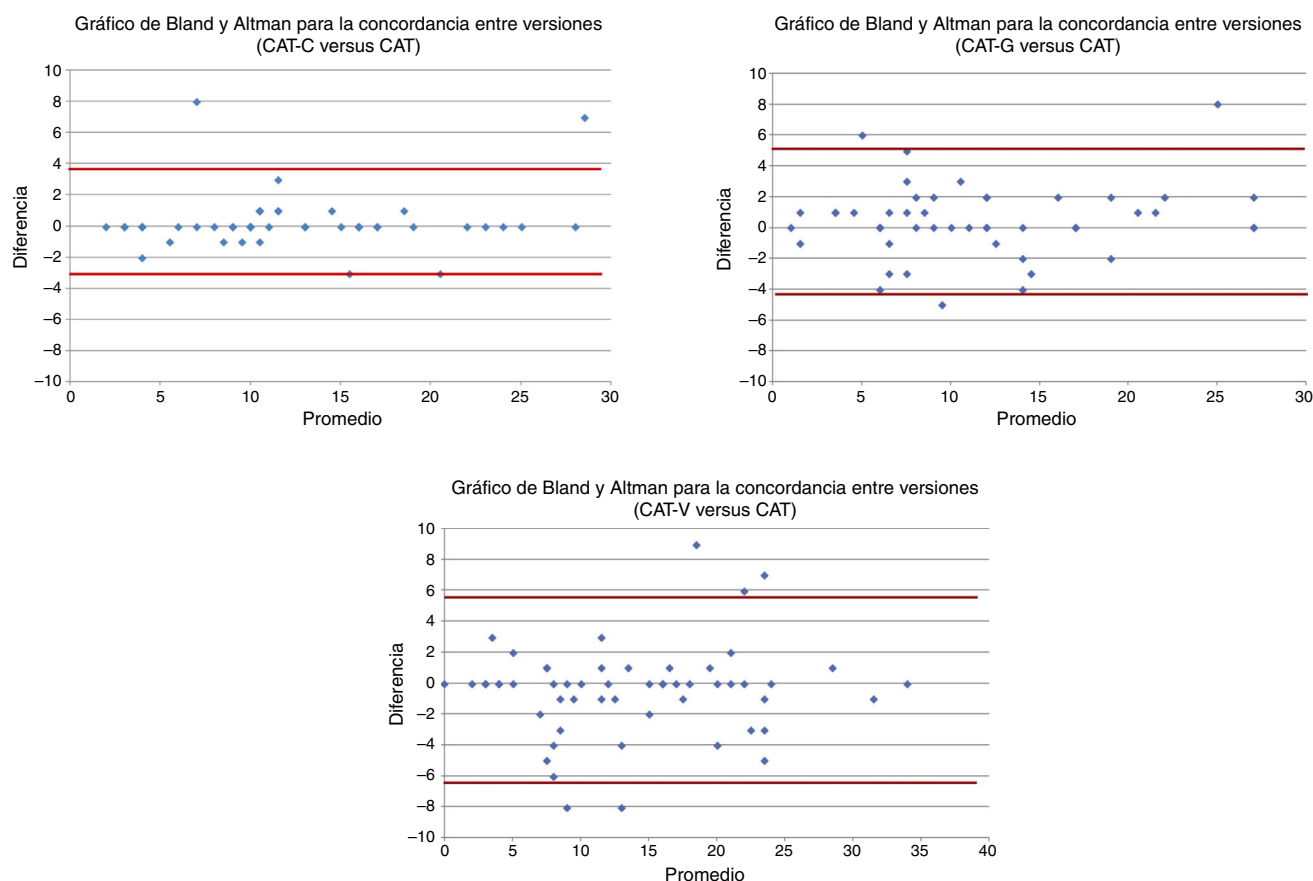 Gráfico de Bland y Altman para la concordancia entre versiones
(CAT-C versus CAT)
10
8
6
4
2
0
–2
–4
–6
–8
–10
Diferencia
0 5 10 15 20 25 30
Promedio
Gráfico de Bland y Altman para la concordancia entre versiones
(CAT-G versus CAT)
10
8
6
4
2
0
–2
–4
–6
–8
–10
Diferencia
0 5 10 15 20 25 30
Promedio
Gráfico de Bland y Altman para la concordancia entre versiones
(CAT-V versus CAT)
10
8
6
4
2
0
–2
–4
–6
–8
–10
Diferencia
0 5 10 15 20 25 30 35 40
Promedio